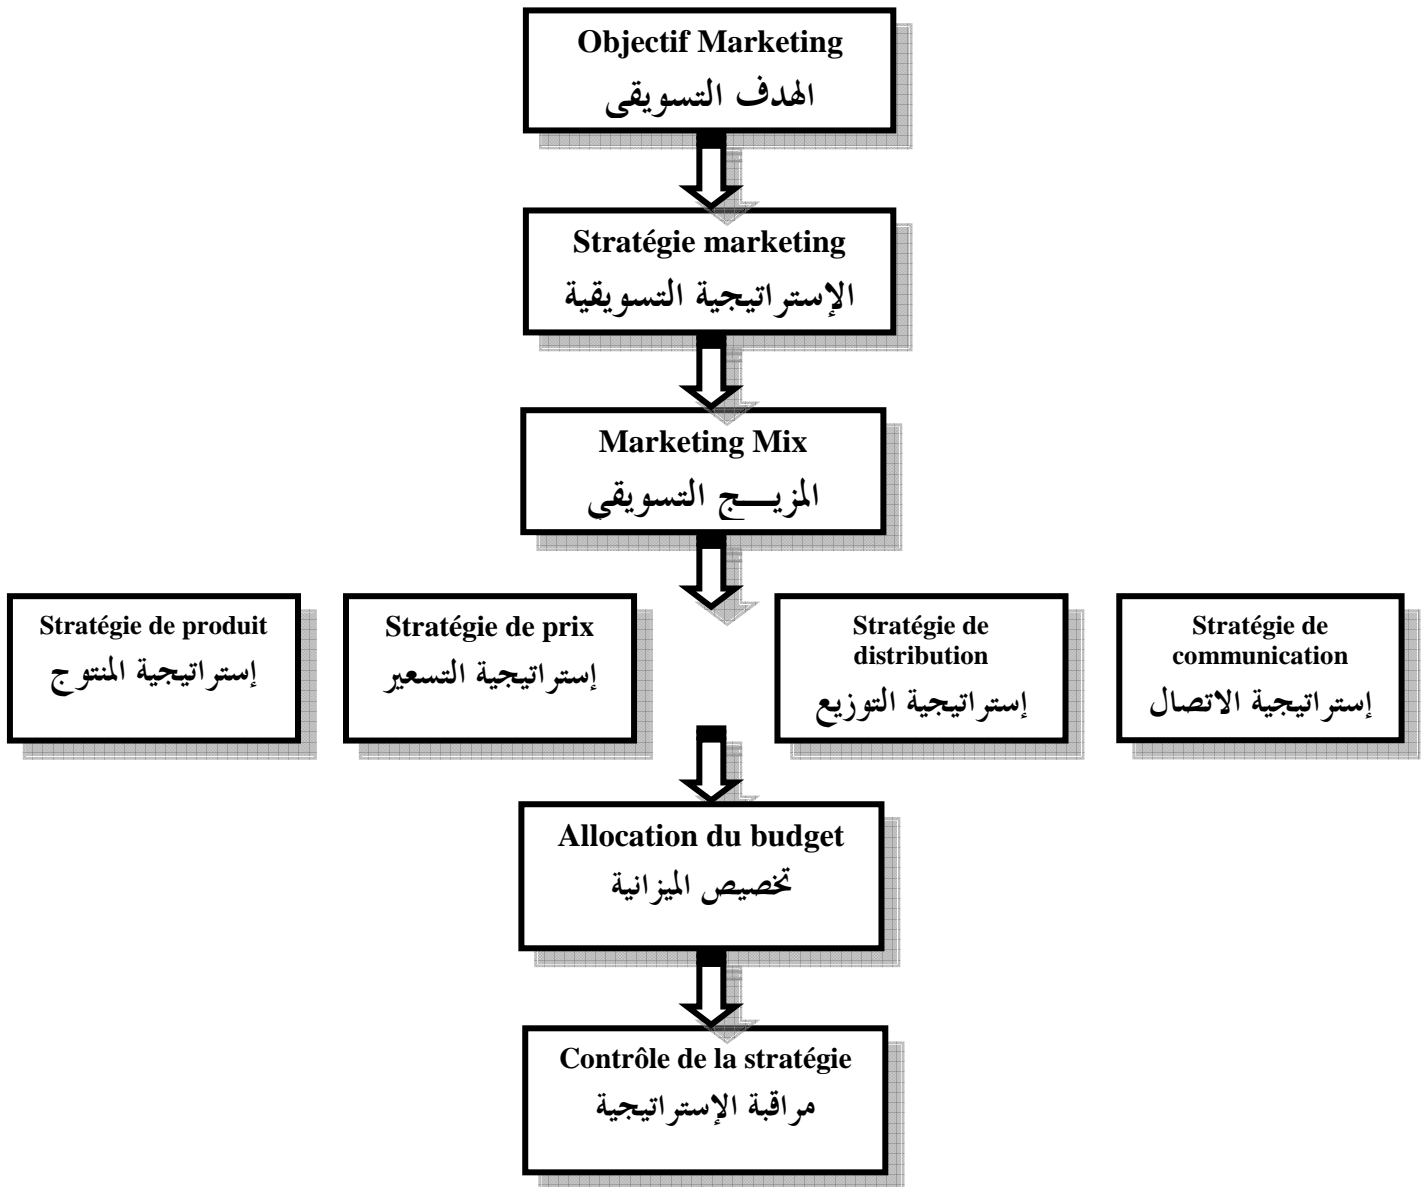 Objectif Marketing
الهدف التسويقي
Stratégie marketing
الإستراتيجية التسويقية
Marketing Mix
المزيـــج التسويقي
Stratégie de produit
إستراتيجية المنتوج
Stratégie de prix
إستراتيجية التسعير
Stratégie de
distribution
إستراتيجية التوزيع
Stratégie de
communication
إستراتيجية الاتصال
Allocation du budget
تخصيص الميزانية
Contrôle de la stratégie
مراقبة الإستراتيجية